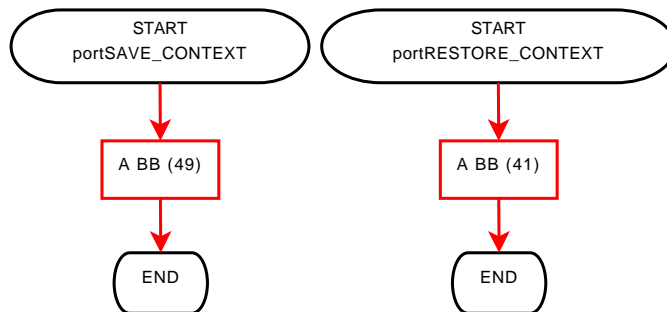 START
portSAVE_CONTEXT
A BB (49)
END
START
portRESTORE_CONTEXT
A BB (41)
END